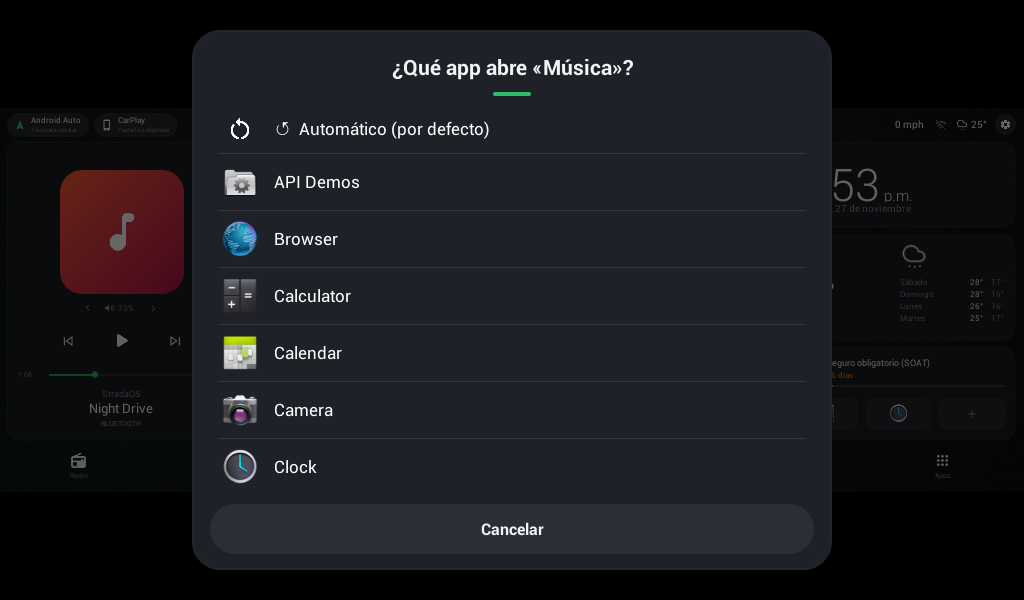 ¿Qué app abre «Música»?
↺ Automático (por defecto)
API Demos
Browser
Calculator
Calendar
Camera
Clock
Cancelar
Android Auto
CarPlay
73%
StradaOS
Night Drive
BLUETOOTH
Radio
0 mph
25°
53 p.m.
27 de noviembre
Sábado 28° 17°
Domingo 28° 16°
Lunes 26° 16°
Martes 25° 17°
eguro obligatorio (SOAT)
días
+
Apps